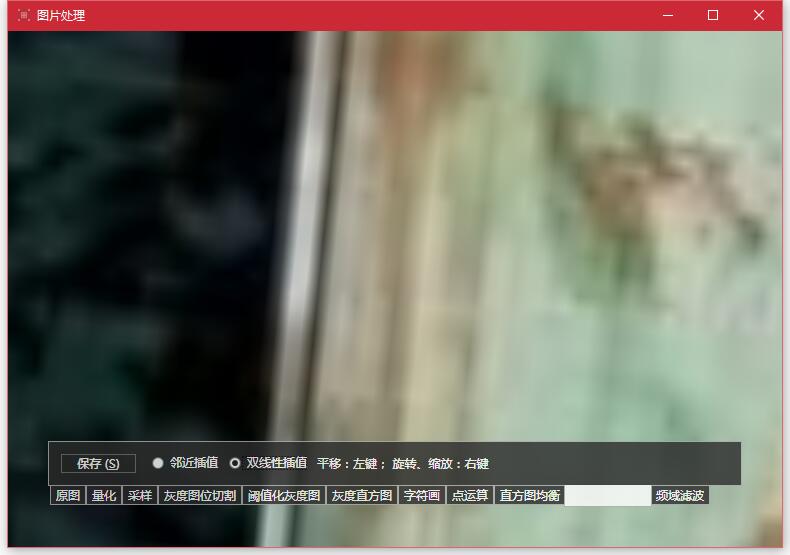 图片处理
保存 (S) 邻近插值 双线性插值 平移：左键； 旋转、缩放：右键
原图 量化 采样 灰度图位切割 阈值化灰度图 灰度直方图 字符画 点运算 直方图均衡 频域滤波